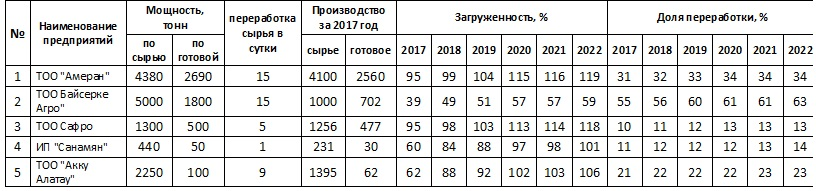 № Наименование предприятий Мощность, тонн переработка сырья в сутки Производство за 2017 год Загруженность, % Доля переработки, %
по сырью по готовой сырье готовое 2017 2018 2019 2020 2021 2022 2017 2018 2019 2020 2021 2022
1 ТОО "Амеран" 4380 2690 15 4100 2560 95 99 104 115 116 119 31 32 33 34 34 34
2 ТОО Байсерке Агро" 5000 1800 15 1000 702 39 49 51 57 57 59 55 56 60 61 61 63
3 ТОО Сафро 1300 500 5 1256 477 95 98 103 113 114 118 10 11 12 13 13 13
4 ИП "Санамян" 440 50 1 231 30 60 84 88 97 98 101 11 12 12 13 13 14
5 ТОО "Акку Алатау" 2250 100 9 1395 62 62 88 92 102 103 106 21 22 22 22 23 23